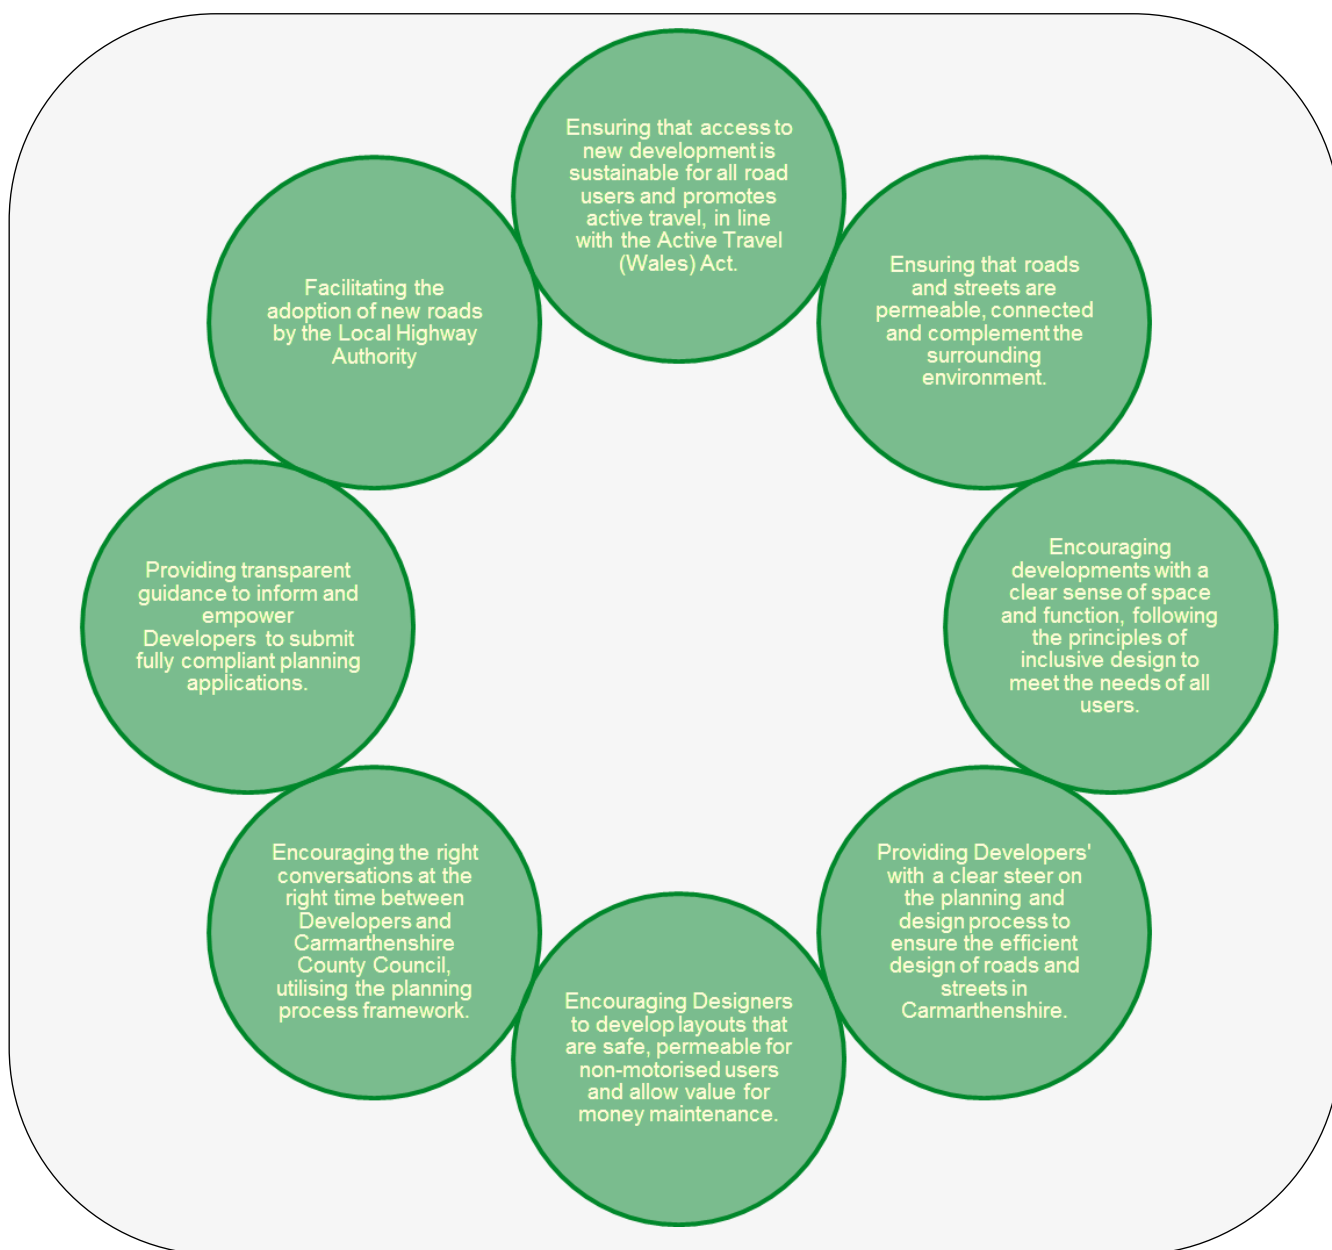 Ensuring that access to
new development is
sustainable for all road
users and promotes
active travel, in line
with the Active Travel
(Wales) Act.
Ensuring that roads
and streets are
permeable, connected
and complement the
surrounding
environment.
Encouraging
developments with a
clear sense of space
and function, following
the principles of
inclusive design to
meet the needs of all
users.
Providing Developers'
with a clear steer on
the planning and
design process to
ensure the efficient
design of roads and
streets in
Carmarthenshire.
Encouraging Designers
to develop layouts that
are safe, permeable for
non-motorised users
and allow value for
money maintenance.
Encouraging the right
conversations at the
right time between
Developers and
Carmarthenshire
County Council,
utilising the planning
process framework.
Providing transparent
guidance to inform and
empower
Developers to submit
fully compliant planning
applications.
Facilitating the
adoption of new roads
by the Local Highway
Authority